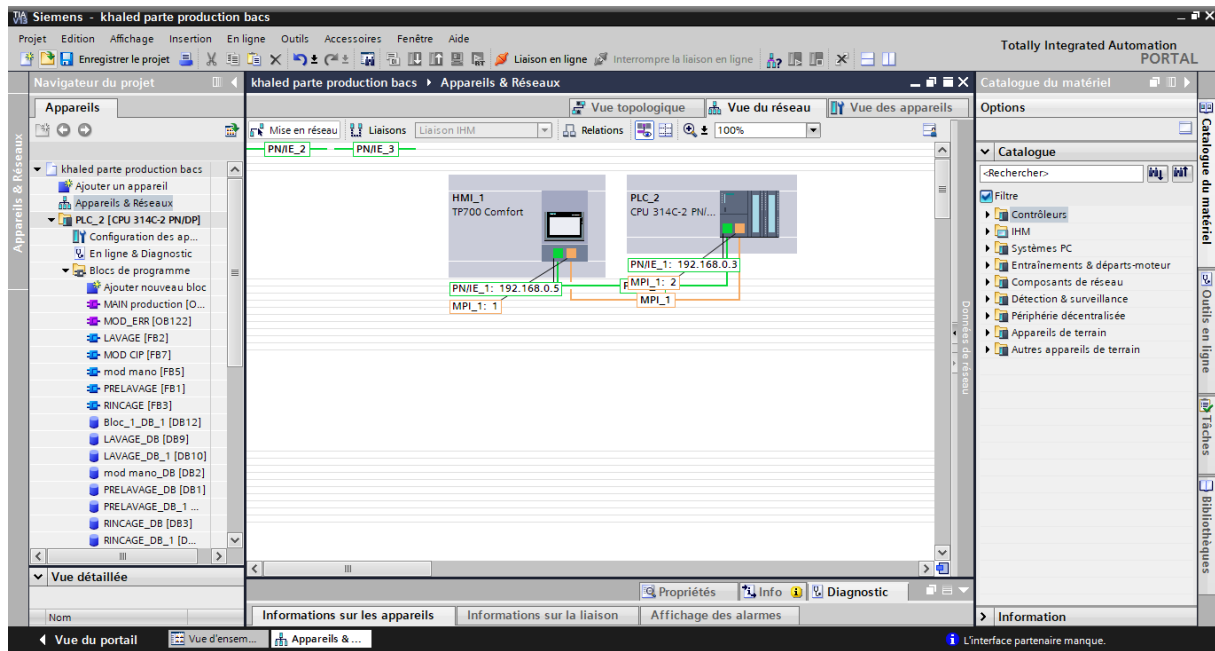 Siemens - khaled parte production bacs
Projet Edition Affichage Insertion En ligne Outils Accessoires Fenêtre Aide
Totally Integrated Automation
PORTAL
Enregistrer le projet
Liaison en ligne
Interrompre la liaison en ligne
Navigateur du projet
khaled parte production bacs
Appareils & Réseaux
Catalogue du matériel
Appareils
Vue topologique
Vue du réseau
Vue des appareils
Options
Mise en réseau
Liaisons
Liaison IHM
Relations
100%
PN/IE_2
PN/IE_3
Catalogue
<Rechercher>
Filtre
Contrôleurs
IHM
Systèmes PC
Entraînements & départs-moteur
Composants de réseau
Détection & surveillance
Périphérie décentralisée
Appareils de terrain
Autres appareils de terrain
khaled parte production bacs
Ajouter un appareil
Appareils & Réseaux
PLC_2 [CPU 314C-2 PN/DP]
Configuration des ap...
En ligne & Diagnostic
Blocs de programme
Ajouter nouveau bloc
MAIN production [O...
MOD_ERR [OB122]
LAVAGE [FB2]
MOD CIP [FB7]
mod mano [FB5]
PRELAVAGE [FB1]
RINCAGE [FB3]
Bloc_1_DB_1 [DB12]
LAVAGE_DB [DB9]
LAVAGE_DB_1 [DB10]
mod mano_DB [DB2]
PRELAVAGE_DB [DB1]
PRELAVAGE_DB_1 ...
RINCAGE_DB [DB3]
RINCAGE_DB_1 [D...
HMI_1
TP700 Comfort
PLC_2
CPU 314C-2 PN/...
PN/IE_1: 192.168.0.3
PN/IE_1: 192.168.0.5
MPI_1: 2
MPI_1: 1
MPI_1
Données de réseau
Appareils & Réseaux
Catalogue du matériel
Outils en ligne
Tâches
Bibliothèques
Vue détaillée
Nom
Propriétés
Info
Diagnostic
Informations sur les appareils
Informations sur la liaison
Affichage des alarmes
Information
Vue du portail
Vue d'ensem...
Appareils & ...
L'interface partenaire manque.